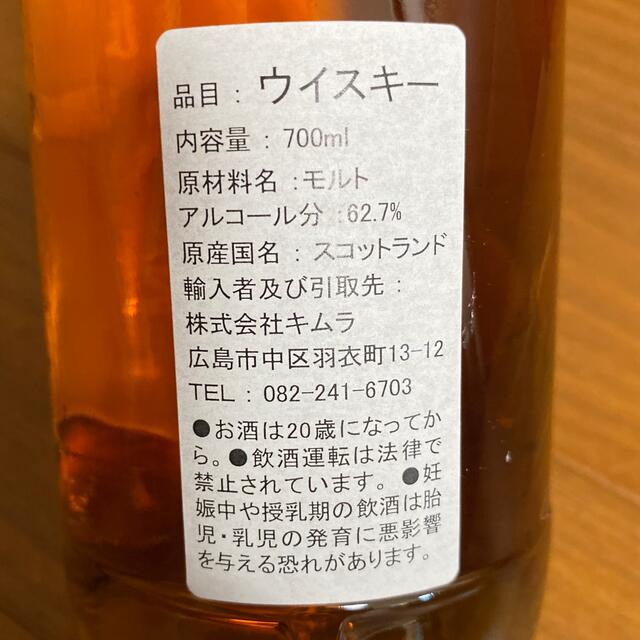 品目 : ウイスキー
内容量 : 700ml
原材料名 :モルト
アルコール分 :62.7%
原産国名 : スコットランド
輸入者及び引取先 :
株式会社キムラ
広島市中区羽衣町13-12
TEL : 082-241-6703
●お酒は20歳になってか
ら。●飲酒運転は法律で
禁止されています。 ●妊
娠中や授乳期の飲酒は胎
児・乳児の発育に悪影響
を与える恐れがあります。